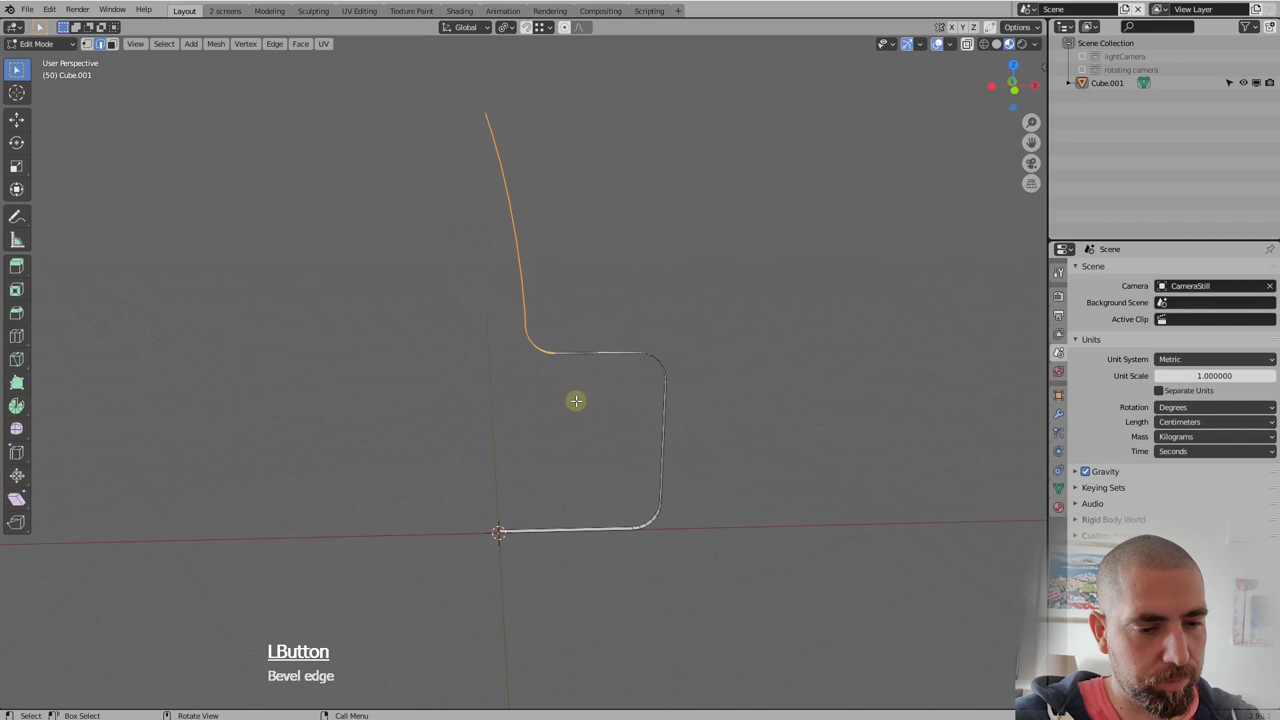 File Edit Render Window Help Layout 2 screens Modeling Sculpting UV Editing Texture Paint Shading Animation Rendering Compositing Scripting + Scene View Layer
Global Options
Edit Mode View Select Add Mesh Vertex Edge Face UV X Y Z
User Perspective
(50) Cube.001
Scene Collection
lightCamera
rotating camera
Cube.001
Z
Scene
Scene
Camera CameraStill
Background Scene
Active Clip
Units
Unit System Metric
Unit Scale 1.000000
Separate Units
Rotation Degrees
Length Centimeters
Mass Kilograms
Time Seconds
Gravity
Keying Sets
Audio
Rigid Body World
LButton
Bevel edge
Select Box Select Rotate View Call Menu